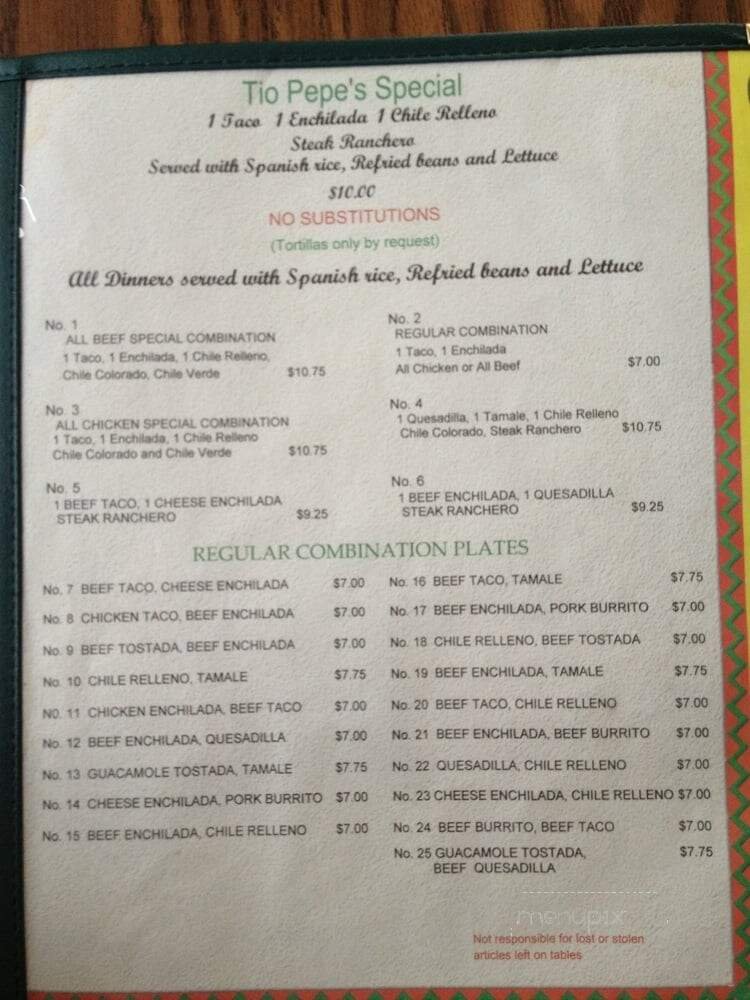 Tio Pepe's Special
1 Taco 1 Enchilada 1 Chile Relleno
Steak Ranchero
Served with Spanish rice, Refried beans and Lettuce
$10.00
NO SUBSTITUTIONS
(Tortillas only by request)
All Dinners served with Spanish rice, Refried beans and Lettuce
No. 1
ALL BEEF SPECIAL COMBINATION
1 Taco, 1 Enchilada, 1 Chile Relleno,
Chile Colorado, Chile Verde $10.75
No. 2
REGULAR COMBINATION
1 Taco, 1 Enchilada
All Chicken or All Beef $7.00
No. 3
ALL CHICKEN SPECIAL COMBINATION
1 Taco, 1 Enchilada, 1 Chile Relleno
Chile Colorado and Chile Verde $10.75
No. 4
1 Quesadilla, 1 Tamale, 1 Chile Relleno
Chile Colorado, Steak Ranchero $10.75
No. 5
1 BEEF TACO, 1 CHEESE ENCHILADA
STEAK RANCHERO $9.25
No. 6
1 BEEF ENCHILADA, 1 QUESADILLA
STEAK RANCHERO $9.25
REGULAR COMBINATION PLATES
No. 7 BEEF TACO, CHEESE ENCHILADA $7.00
No. 8 CHICKEN TACO, BEEF ENCHILADA $7.00
No. 9 BEEF TOSTADA, BEEF ENCHILADA $7.00
No. 10 CHILE RELLENO, TAMALE $7.75
NO. 11 CHICKEN ENCHILADA, BEEF TACO $7.00
No. 12 BEEF ENCHILADA, QUESADILLA $7.00
No. 13 GUACAMOLE TOSTADA, TAMALE $7.75
No. 14 CHEESE ENCHILADA, PORK BURRITO $7.00
No. 15 BEEF ENCHILADA, CHILE RELLENO $7.00
No. 16 BEEF TACO, TAMALE $7.75
No. 17 BEEF ENCHILADA, PORK BURRITO $7.00
No. 18 CHILE RELLENO, BEEF TOSTADA $7.00
No. 19 BEEF ENCHILADA, TAMALE $7.75
No. 20 BEEF TACO, CHILE RELLENO $7.00
No. 21 BEEF ENCHILADA, BEEF BURRITO $7.00
No. 22 QUESADILLA, CHILE RELLENO $7.00
No. 23 CHEESE ENCHILADA, CHILE RELLENO $7.00
No. 24 BEEF BURRITO, BEEF TACO $7.00
No. 25 GUACAMOLE TOSTADA, $7.75
BEEF QUESADILLA
menupix
Not responsible for lost or stolen
articles left on tables